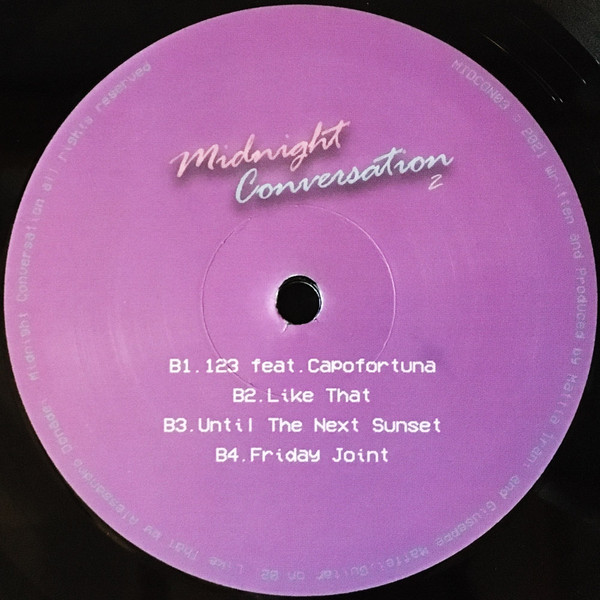 Midnight
Conversation
2
B1.123 feat.Capofortuna
B2.Like That
B3.Until The Next Sunset
B4.Friday Joint
MIDCON03 © 2021 Written and Produced by Mattia Trani and Giuseppe Maffei.Guitar on B2. Like That by Alessandro Midnight Conversation all rights reserved